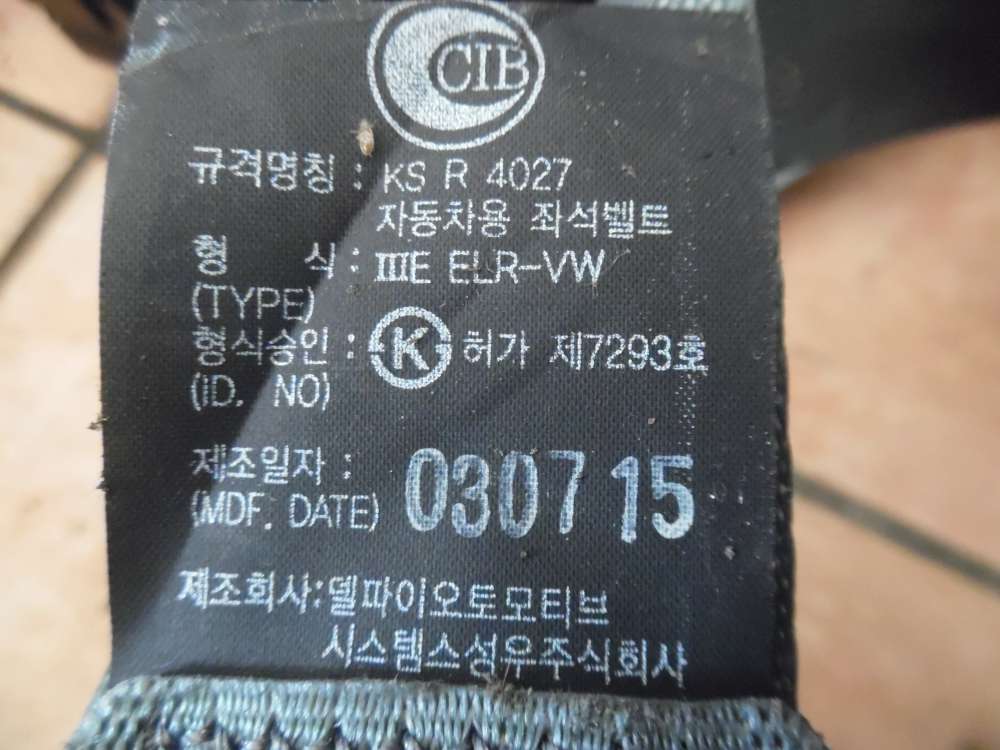 CIB
규격명칭 : KS R 4027
자동차용 좌석벨트
형 식 : ⅢE ELR-VW
(TYPE)
형식승인 : K 허가 제7293호
(ID. NO)
제조일자 : 030715
(MDF. DATE)
제조회사:델파이오토모티브
시스템스성우주식회사